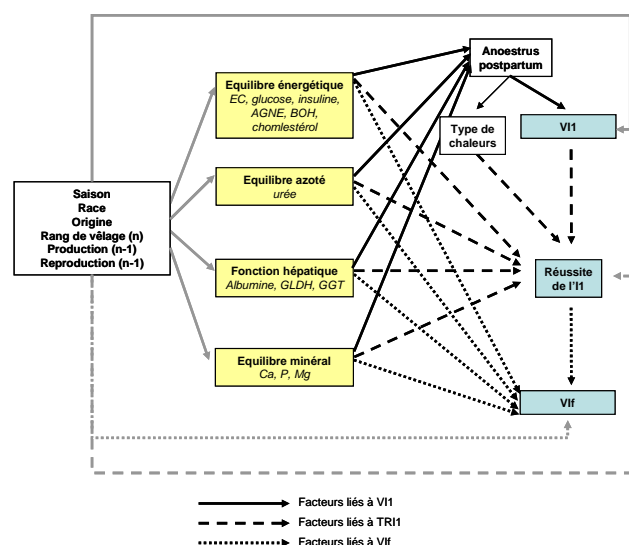 Anoestrus
postpartum
Equilibre énergétique
EC, glucose, insuline,
AGNE, BOH,
chomlestérol
Type de
chaleurs
VI1
Equilibre azoté
urée
Saison
Race
Origine
Rang de vêlage (n)
Production (n-1)
Reproduction (n-1)
Fonction hépatique
Albumine, GLDH, GGT
Réussite
de l'I1
Equilibre minéral
Ca, P, Mg
VIf
Facteurs liés à VI1
Facteurs liés à TRI1
Facteurs liés à VIf